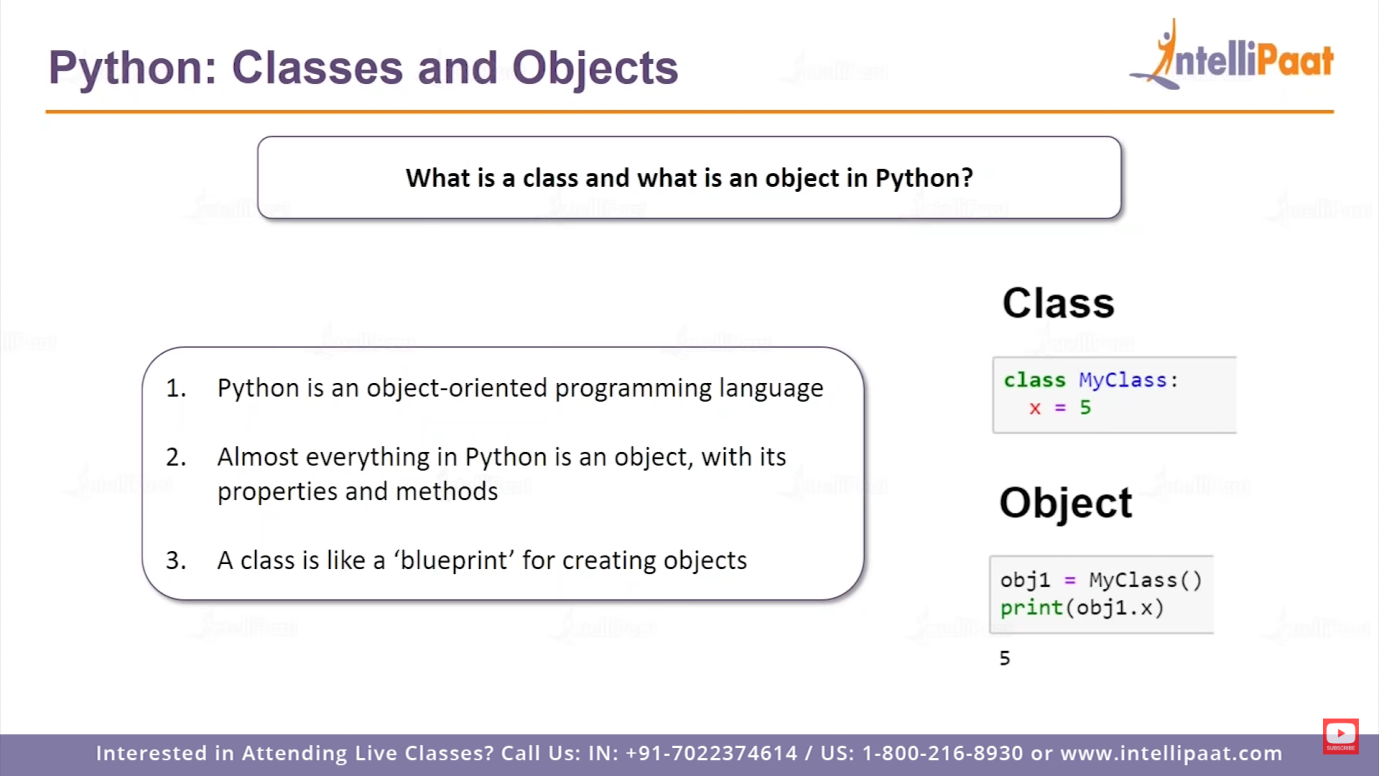 Python: Classes and Objects
IntelliPaat
What is a class and what is an object in Python?
1. Python is an object-oriented programming language
2. Almost everything in Python is an object, with its
properties and methods
3. A class is like a ‘blueprint’ for creating objects
Class
class MyClass:
  x = 5
Object
obj1 = MyClass()
print(obj1.x)
5
SUBSCRIBE
Interested in Attending Live Classes? Call Us: IN: +91-7022374614 / US: 1-800-216-8930 or www.intellipaat.com